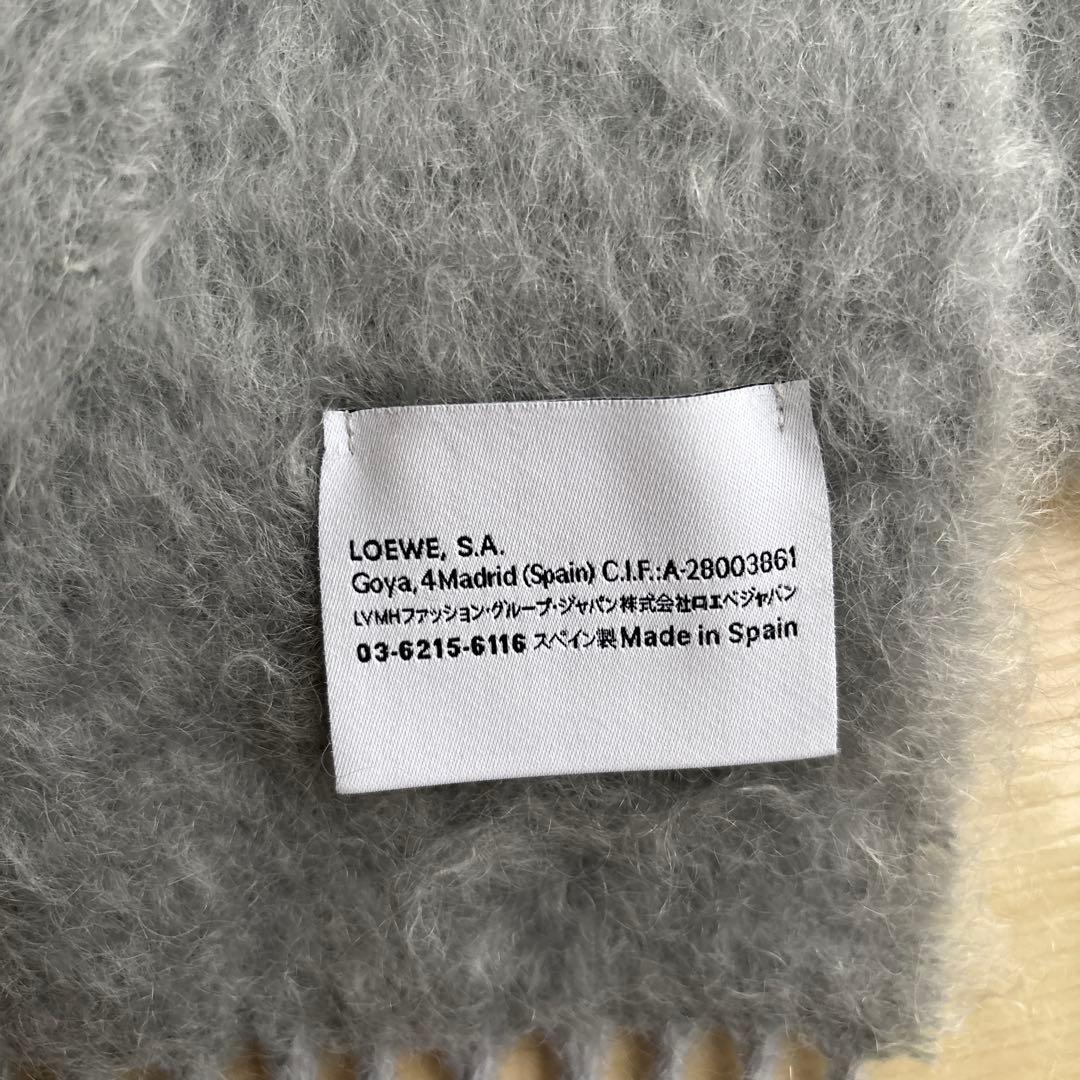 LOEWE, S.A.
Goya, 4 Madrid (Spain) C.I.F.:A-28003861
LVMHファッション・グループ・ジャパン株式会社ロエベジャパン
03-6215-6116 スペイン製 Made in Spain